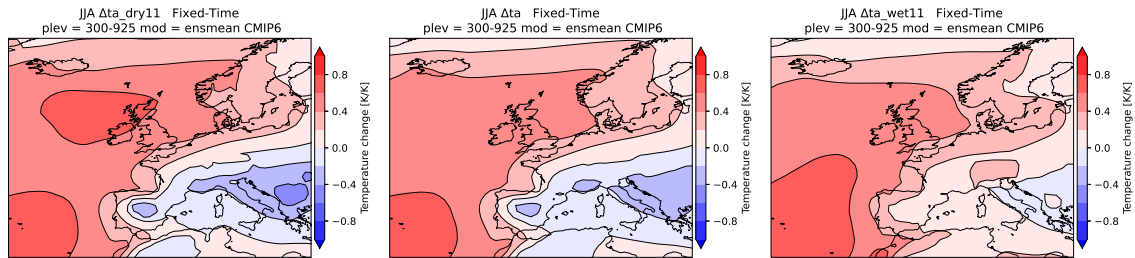 JJA Δta_dry11   Fixed-Time
plev = 300-925 mod = ensmean CMIP6
0.8
0.4
0.0
−0.4
−0.8
Temperature change [K/K]
JJA Δta   Fixed-Time
plev = 300-925 mod = ensmean CMIP6
0.8
0.4
0.0
−0.4
−0.8
Temperature change [K/K]
JJA Δta_wet11   Fixed-Time
plev = 300-925 mod = ensmean CMIP6
0.8
0.4
0.0
−0.4
−0.8
Temperature change [K/K]